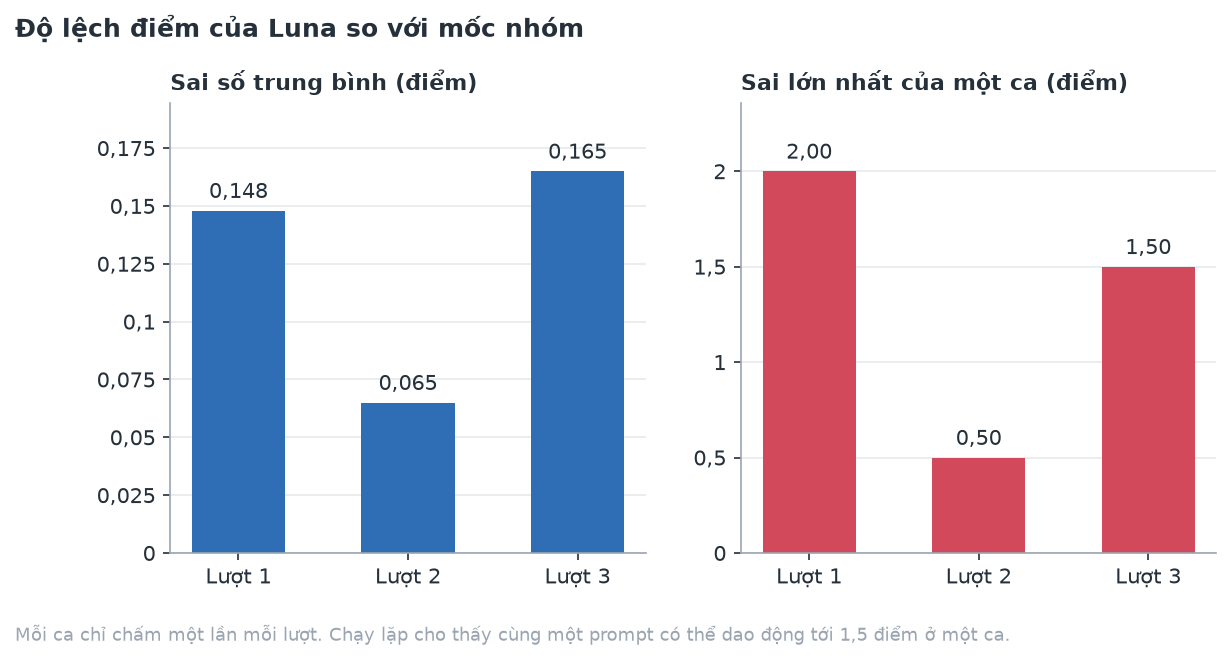 Độ lệch điểm của Luna so với mốc nhóm
Sai số trung bình (điểm)
0,175
0,15
0,125
0,1
0,075
0,05
0,025
0
0,148
0,065
0,165
Lượt 1
Lượt 2
Lượt 3
Sai lớn nhất của một ca (điểm)
2
1,5
1
0,5
0
2,00
0,50
1,50
Lượt 1
Lượt 2
Lượt 3
Mỗi ca chỉ chấm một lần mỗi lượt. Chạy lặp cho thấy cùng một prompt có thể dao động tới 1,5 điểm ở một ca.